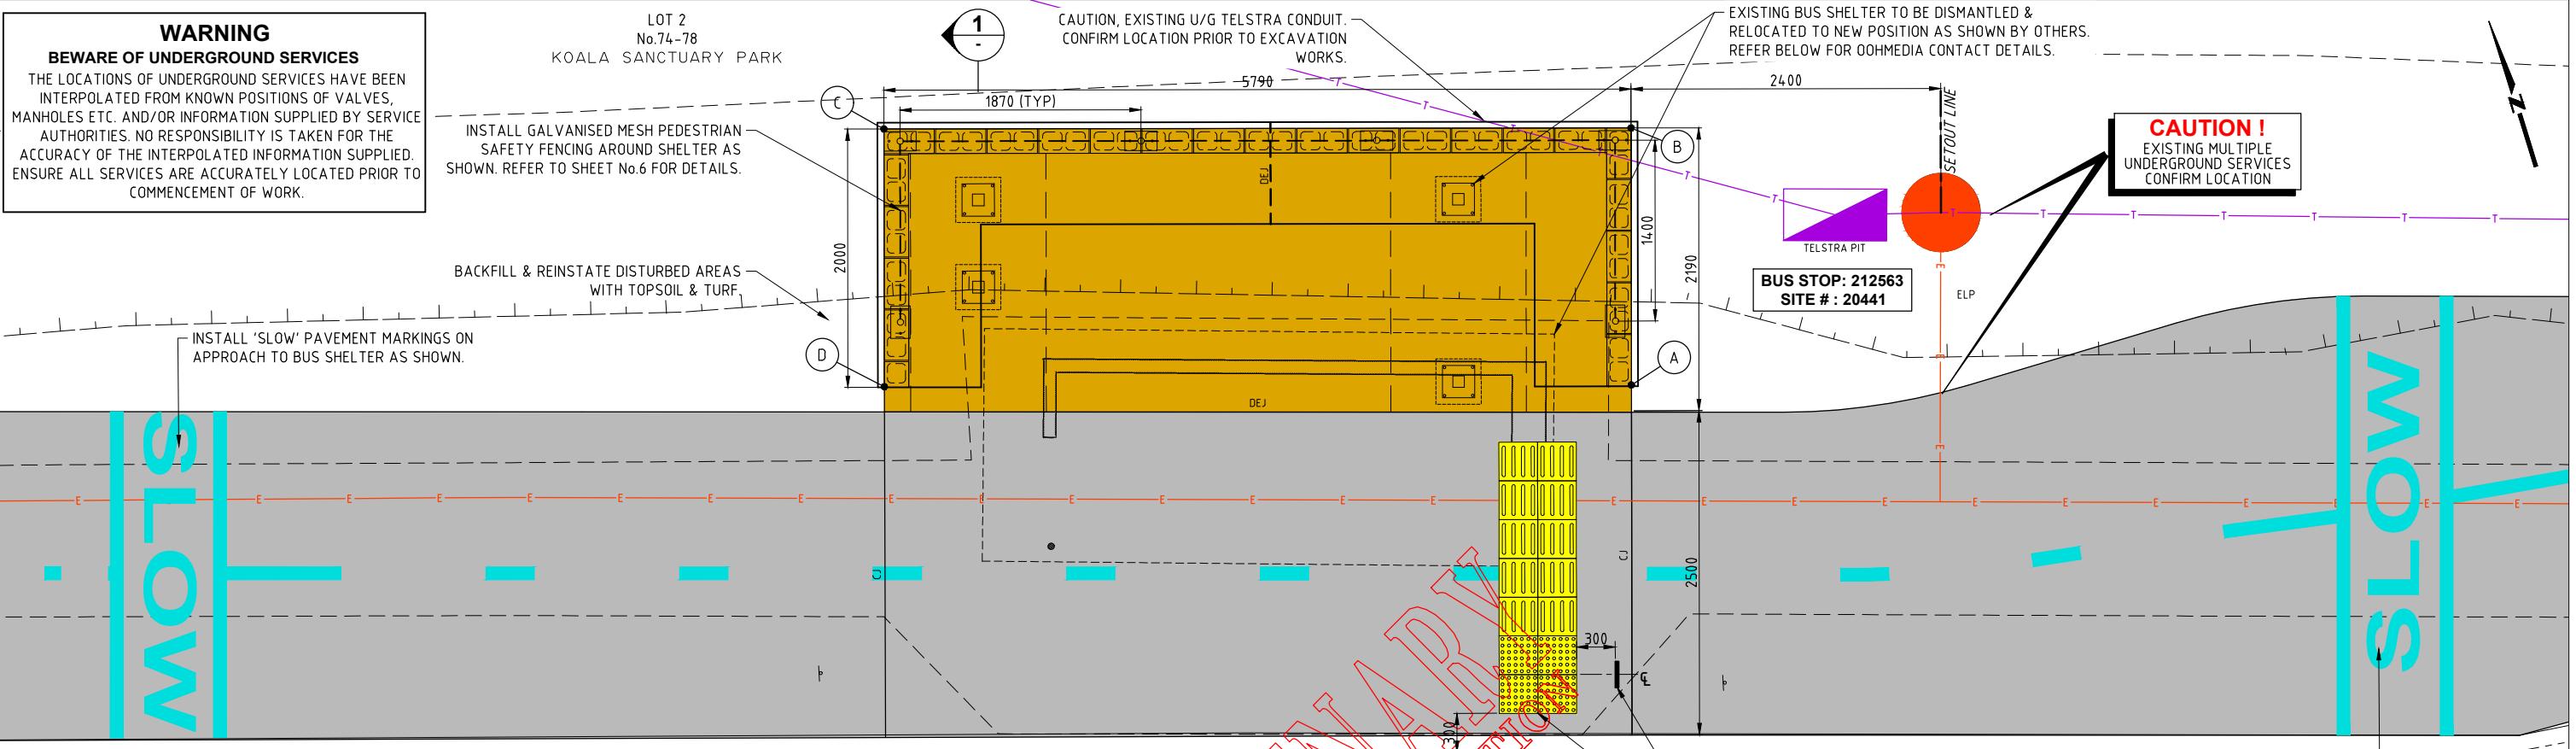 WARNING
BEWARE OF UNDERGROUND SERVICES
THE LOCATIONS OF UNDERGROUND SERVICES HAVE BEEN
INTERPOLATED FROM KNOWN POSITIONS OF VALVES,
MANHOLES ETC. AND/OR INFORMATION SUPPLIED BY SERVICE
AUTHORITIES. NO RESPONSIBILITY IS TAKEN FOR THE
ACCURACY OF THE INTERPOLATED INFORMATION SUPPLIED.
ENSURE ALL SERVICES ARE ACCURATELY LOCATED PRIOR TO
COMMENCEMENT OF WORK.
LOT 2
No.74-78
KOALA SANCTUARY PARK
1
-
CAUTION, EXISTING U/G TELSTRA CONDUIT.
CONFIRM LOCATION PRIOR TO EXCAVATION
WORKS.
EXISTING BUS SHELTER TO BE DISMANTLED &
RELOCATED TO NEW POSITION AS SHOWN BY OTHERS.
REFER BELOW FOR OOHMEDIA CONTACT DETAILS.
5790
2400
1870 (TYP)
C
B
INSTALL GALVANISED MESH PEDESTRIAN
SAFETY FENCING AROUND SHELTER AS
SHOWN. REFER TO SHEET No.6 FOR DETAILS.
SETOUT LINE
N
CAUTION !
EXISTING MULTIPLE
UNDERGROUND SERVICES
CONFIRM LOCATION
DEJ
2000
1400
2190
TELSTRA PIT
BACKFILL & REINSTATE DISTURBED AREAS
WITH TOPSOIL & TURF.
BUS STOP: 212563
SITE # : 20441
ELP
INSTALL 'SLOW' PAVEMENT MARKINGS ON
APPROACH TO BUS SHELTER AS SHOWN.
D
A
DEJ
T T T T T T T T T T
SLOW
SLOW
E E E E E E E E E E E E E E E E E E E E E E E E E E E E E E E
CJ
CJ
2500
300
300